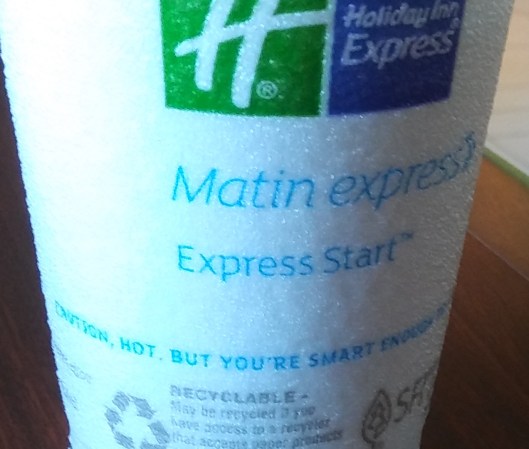 H®
Holiday Inn
Express®
Matin express
Express Start™
CAUTION, HOT. BUT YOU'RE SMART ENOUGH
RECYCLABLE -
May be recycled if you
have access to a recycler
that accepts paper products